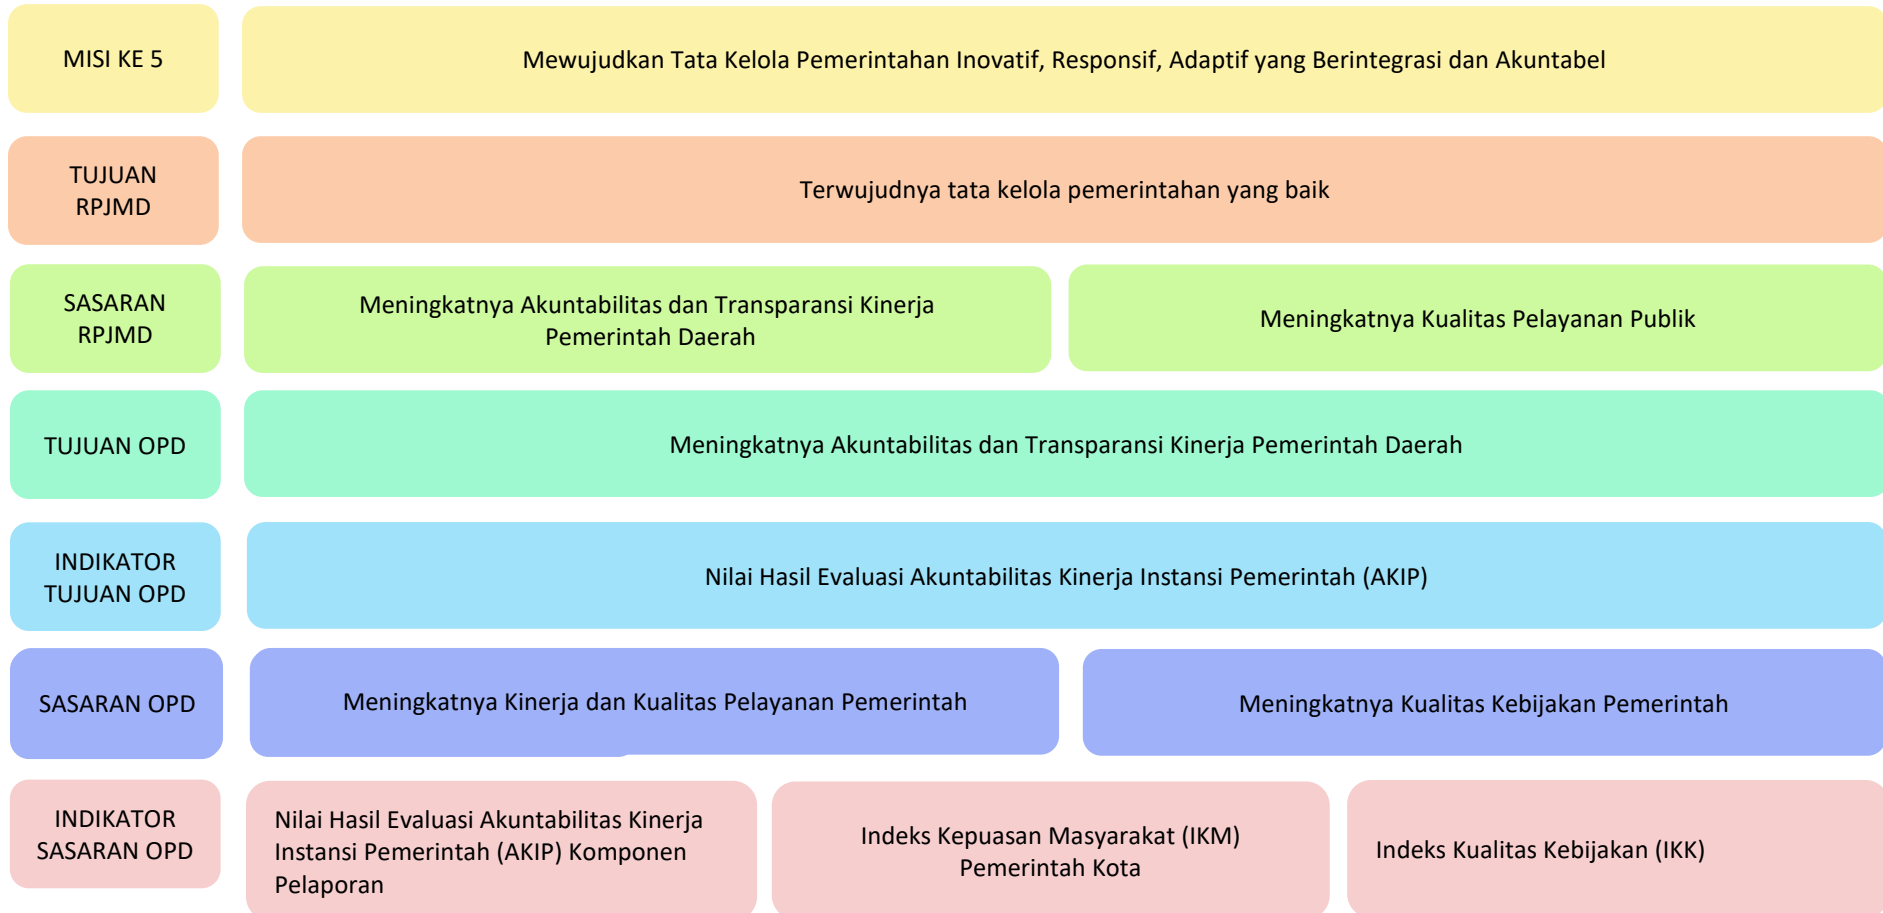 MISI KE 5
Mewujudkan Tata Kelola Pemerintahan Inovatif, Responsif, Adaptif yang Berintegrasi dan Akuntabel
TUJUAN
RPJMD
Terwujudnya tata kelola pemerintahan yang baik
SASARAN
RPJMD
Meningkatnya Akuntabilitas dan Transparansi Kinerja
Pemerintah Daerah
Meningkatnya Kualitas Pelayanan Publik
TUJUAN OPD
Meningkatnya Akuntabilitas dan Transparansi Kinerja Pemerintah Daerah
INDIKATOR
TUJUAN OPD
Nilai Hasil Evaluasi Akuntabilitas Kinerja Instansi Pemerintah (AKIP)
SASARAN OPD
Meningkatnya Kinerja dan Kualitas Pelayanan Pemerintah
Meningkatnya Kualitas Kebijakan Pemerintah
INDIKATOR
SASARAN OPD
Nilai Hasil Evaluasi Akuntabilitas Kinerja
Instansi Pemerintah (AKIP) Komponen
Pelaporan
Indeks Kepuasan Masyarakat (IKM)
Pemerintah Kota
Indeks Kualitas Kebijakan (IKK)